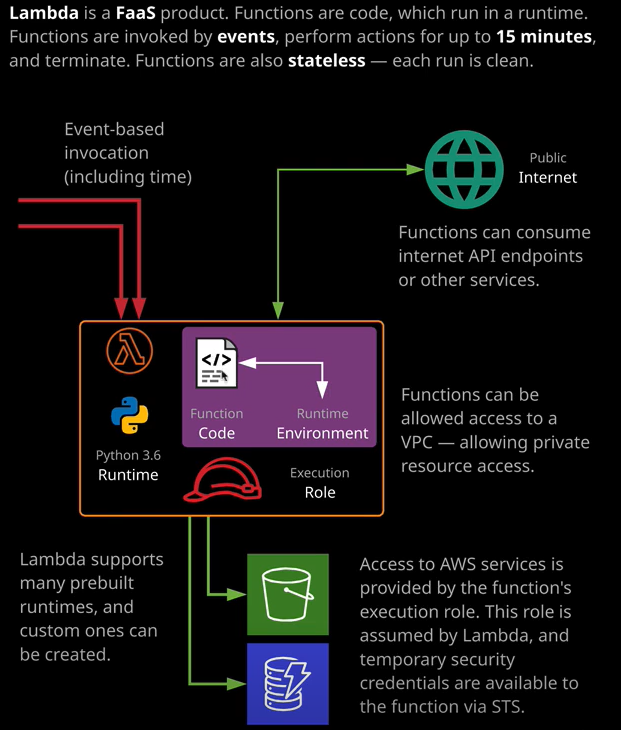 Lambda is a FaaS product. Functions are code, which run in a runtime.
Functions are invoked by events, perform actions for up to 15 minutes,
and terminate. Functions are also stateless — each run is clean.
Event-based
invocation
(including time)
Public
Internet
Functions can consume
internet API endpoints
or other services.
</>
Function
Code
Runtime
Environment
Python 3.6
Runtime
Execution
Role
Functions can be
allowed access to a
VPC — allowing private
resource access.
Lambda supports
many prebuilt
runtimes, and
custom ones can
be created.
Access to AWS services is
provided by the function's
execution role. This role is
assumed by Lambda, and
temporary security
credentials are available to
the function via STS.